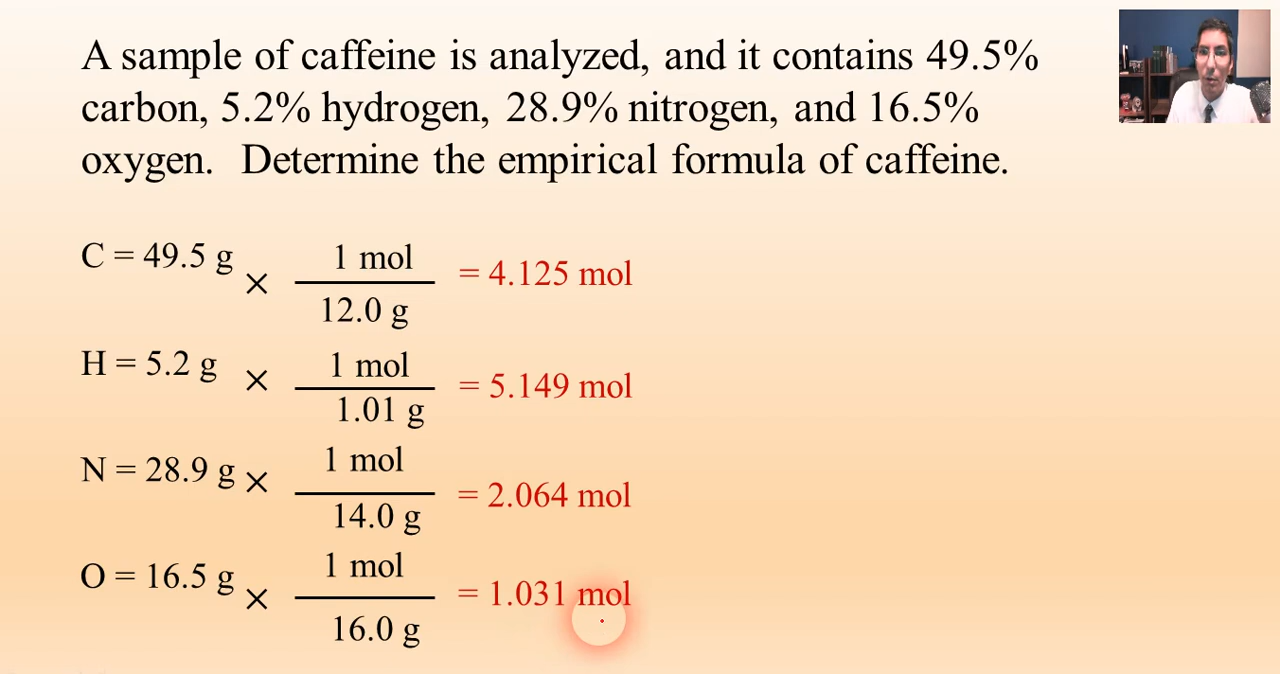 A sample of caffeine is analyzed, and it contains 49.5%
carbon, 5.2% hydrogen, 28.9% nitrogen, and 16.5%
oxygen.  Determine the empirical formula of caffeine.
C = 49.5 g × 1 mol = 4.125 mol
12.0 g
H = 5.2 g × 1 mol = 5.149 mol
1.01 g
N = 28.9 g × 1 mol = 2.064 mol
14.0 g
O = 16.5 g × 1 mol = 1.031 mol
16.0 g